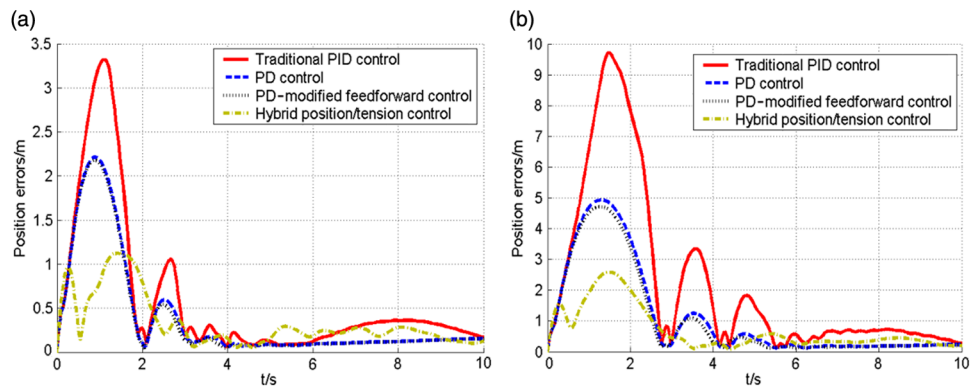 (a)
3.5
3
2.5
2
1.5
1
0.5
0
0
2
4
6
8
10
Position errors/m
t/s
Traditional PID control
PD control
PD-modified feedforward control
Hybrid position/tension control
(b)
10
9
8
7
6
5
4
3
2
1
0
0
2
4
6
8
10
Position errors/m
t/s
Traditional PID control
PD control
PD-modified feedforward control
Hybrid position/tension control